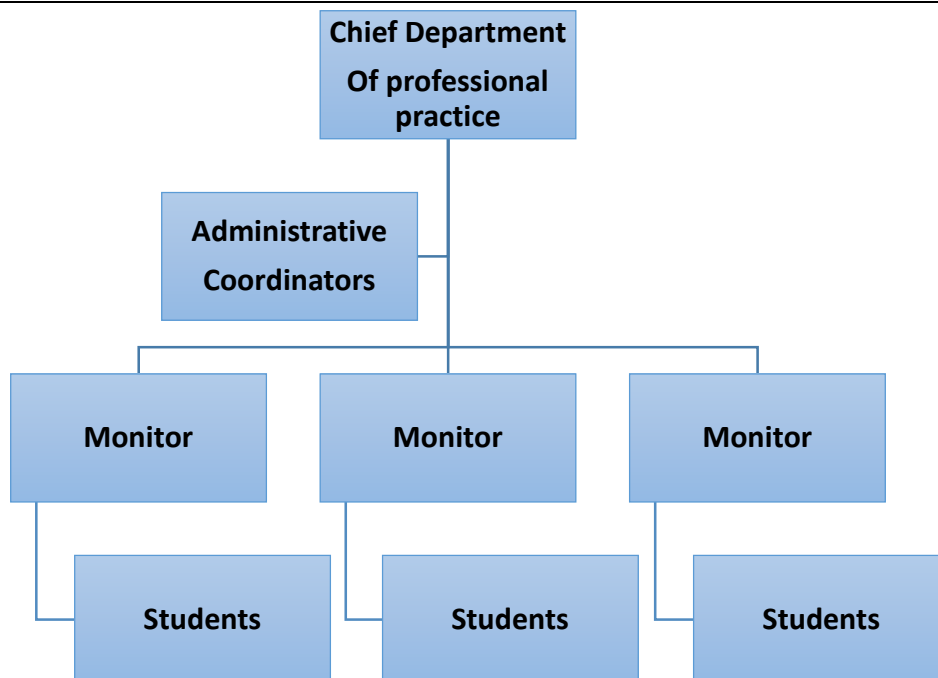 Chief Department
Of professional
practice
Administrative
Coordinators
Monitor
Monitor
Monitor
Students
Students
Students